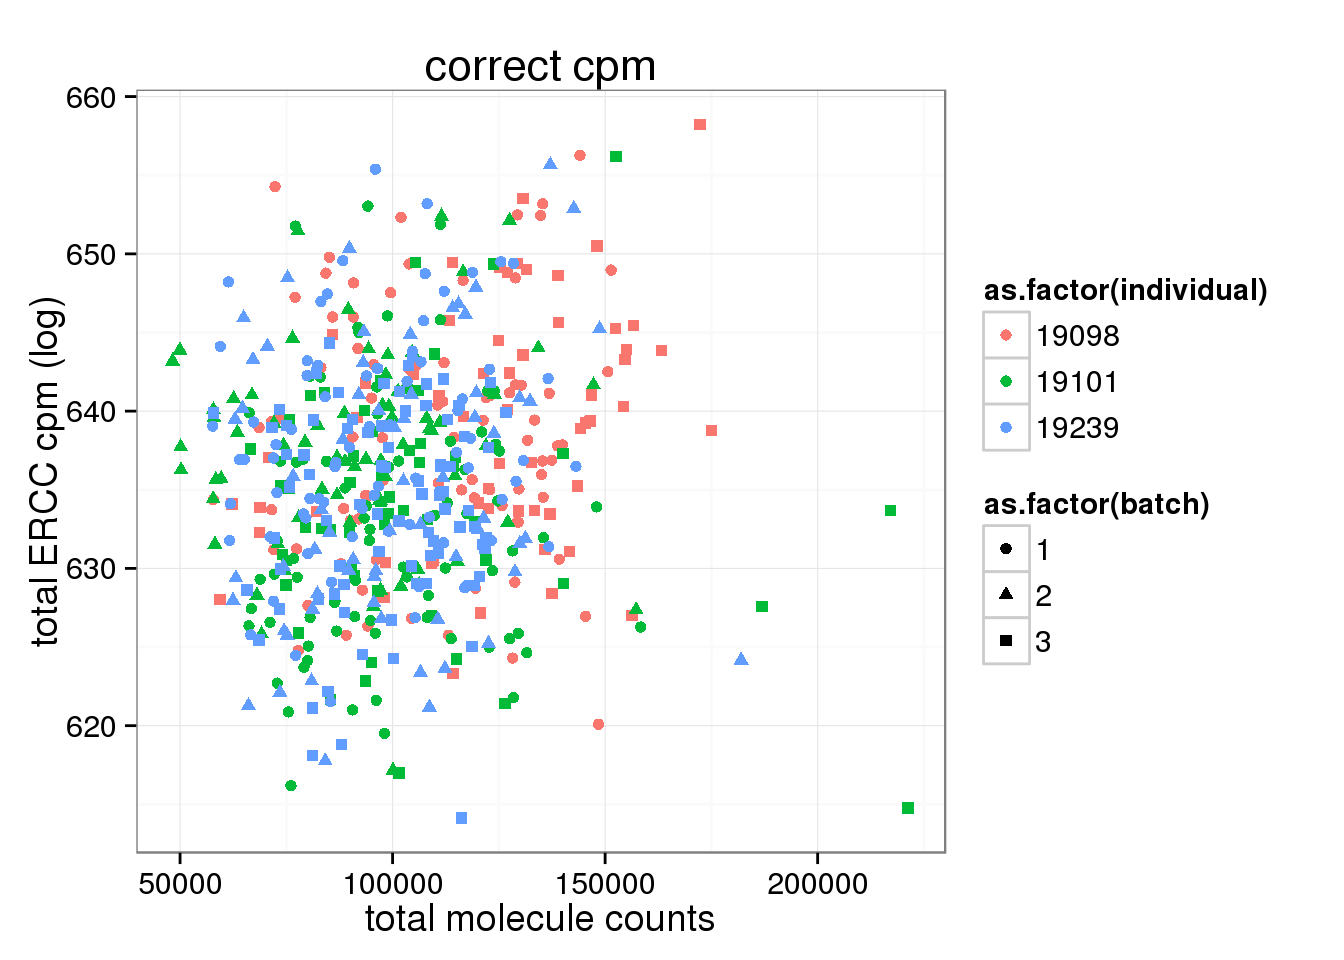 correct cpm
660
650
640
630
620
total ERCC cpm (log)
50000 100000 150000 200000
total molecule counts
as.factor(individual)
19098
19101
19239
as.factor(batch)
1
2
3